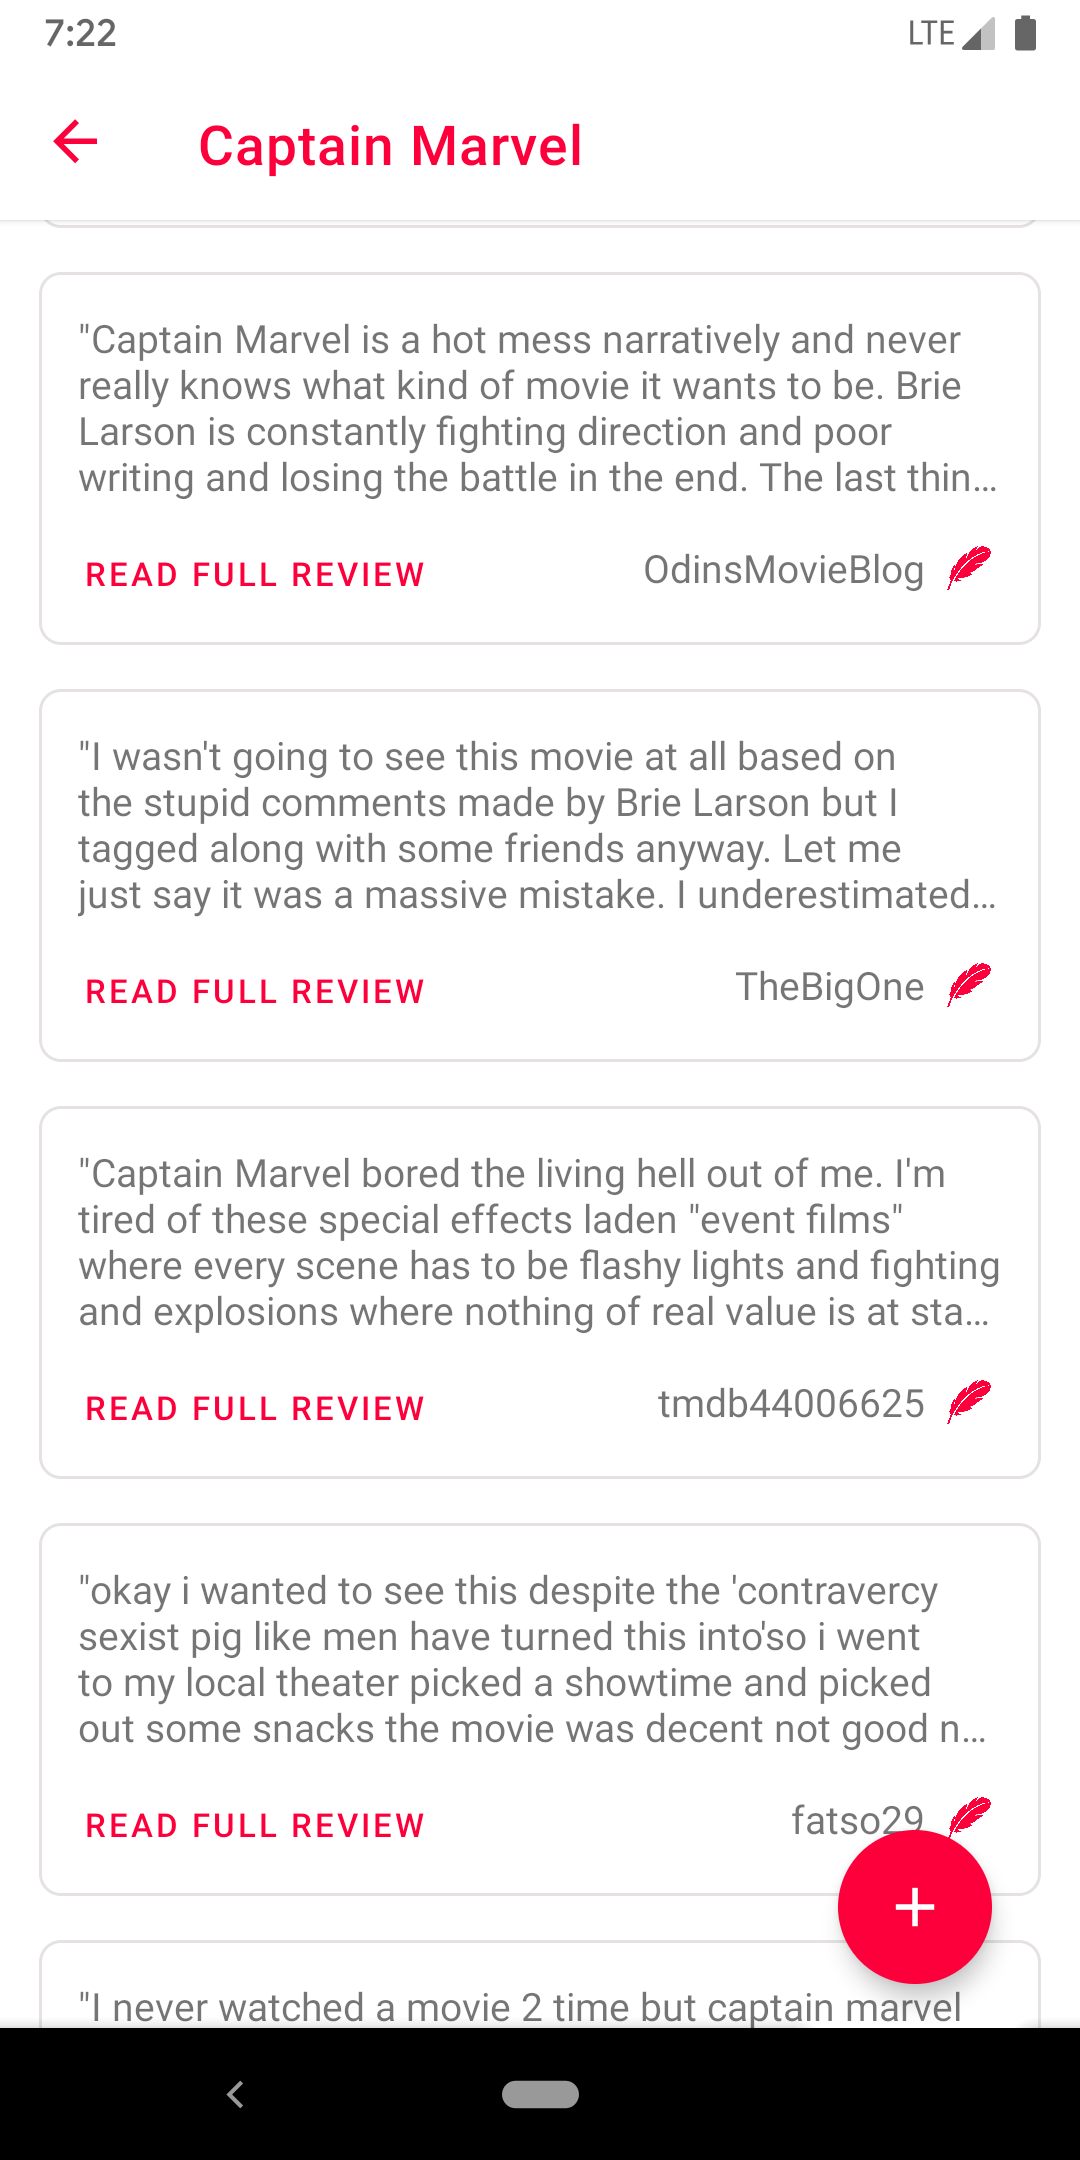 7:22
LTE
Captain Marvel
"Captain Marvel is a hot mess narratively and never
really knows what kind of movie it wants to be. Brie
Larson is constantly fighting direction and poor
writing and losing the battle in the end. The last thin…
READ FULL REVIEW
OdinsMovieBlog
"I wasn't going to see this movie at all based on
the stupid comments made by Brie Larson but I
tagged along with some friends anyway. Let me
just say it was a massive mistake. I underestimated…
READ FULL REVIEW
TheBigOne
"Captain Marvel bored the living hell out of me. I'm
tired of these special effects laden "event films"
where every scene has to be flashy lights and fighting
and explosions where nothing of real value is at sta…
READ FULL REVIEW
tmdb44006625
"okay i wanted to see this despite the 'contravercy
sexist pig like men have turned this into'so i went
to my local theater picked a showtime and picked
out some snacks the movie was decent not good n…
READ FULL REVIEW
fatso29
"I never watched a movie 2 time but captain marvel